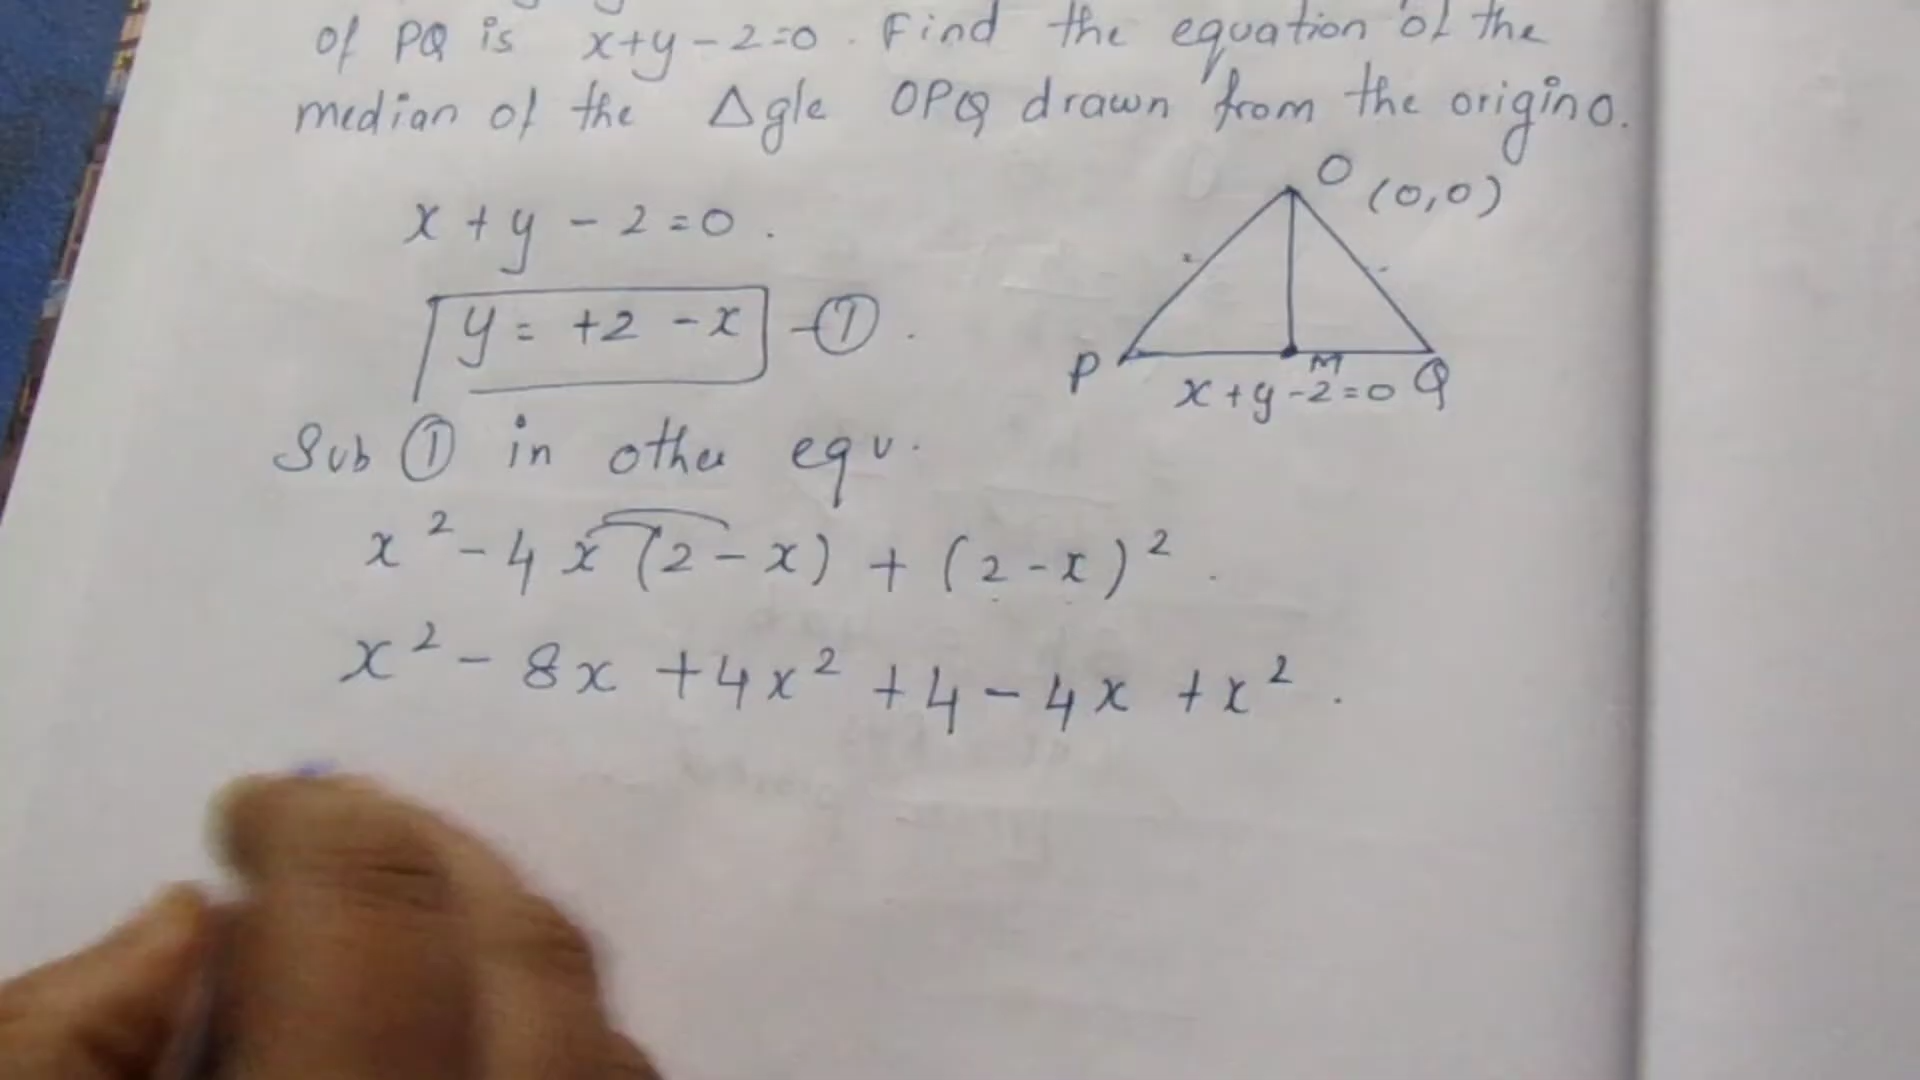 of PQ is x+y-2=0. Find the equation of the
median of the Δgle OPQ drawn from the origin O.
x + y - 2 = 0.
y = +2 - x - ①.
O (0,0)
P M Q
x+y-2=0
Sub ① in othe equ.
x² - 4x(2-x) + (2-x)².
x² - 8x + 4x² + 4 - 4x + x².